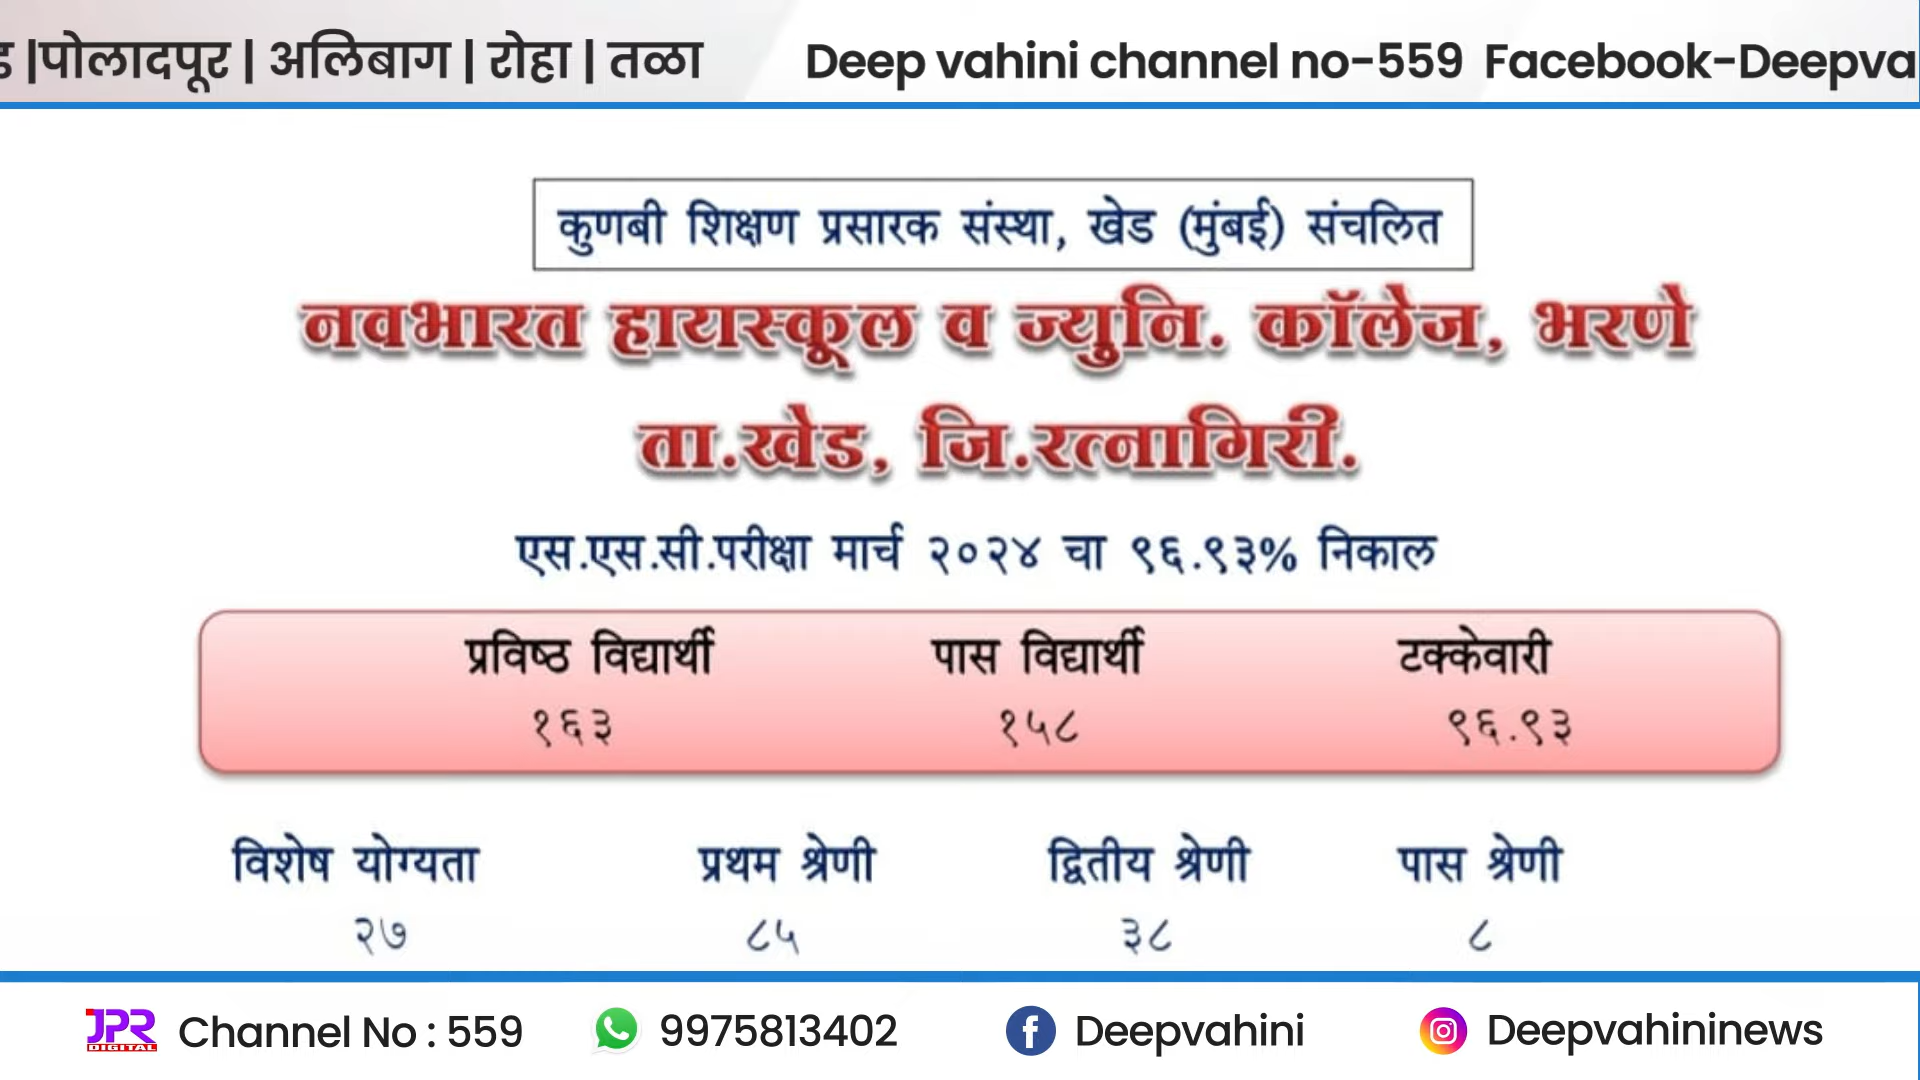 |पोलादपूर | अलिबाग | रोहा | तळा Deep vahini channel no-559 Facebook-Deepva
कुणबी शिक्षण प्रसारक संस्था, खेड (मुंबई) संचलित
नवभारत हायस्कूल व ज्युनि. कॉलेज, भरणे
ता.खेड, जि.रत्नागिरी.
एस.एस.सी.परीक्षा मार्च २०२४ चा ९६.९३% निकाल
प्रविष्ठ विद्यार्थी पास विद्यार्थी टक्केवारी
१६३ १५८ ९६.९३
विशेष योग्यता प्रथम श्रेणी द्वितीय श्रेणी पास श्रेणी
२७ ८५ ३८ ८
JPR DIGITAL Channel No : 559 9975813402 Deepvahini Deepvahininews